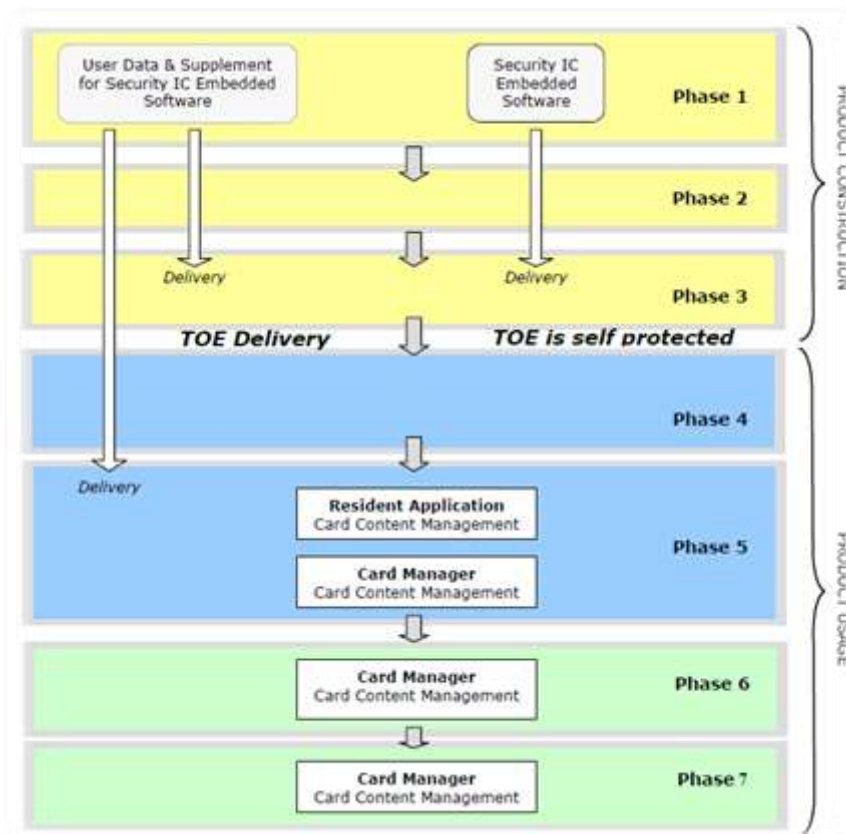 User Data & Supplement
for Security IC Embedded
Software
Security IC
Embedded
Software
Phase 1
PRODUCT CONSTRUCTION
Phase 2
Delivery
Delivery
Phase 3
TOE Delivery
TOE is self protected
Phase 4
Delivery
Resident Application
Card Content Management
Phase 5
Card Manager
Card Content Management
PRODUCT USAGE
Card Manager
Card Content Management
Phase 6
Card Manager
Card Content Management
Phase 7